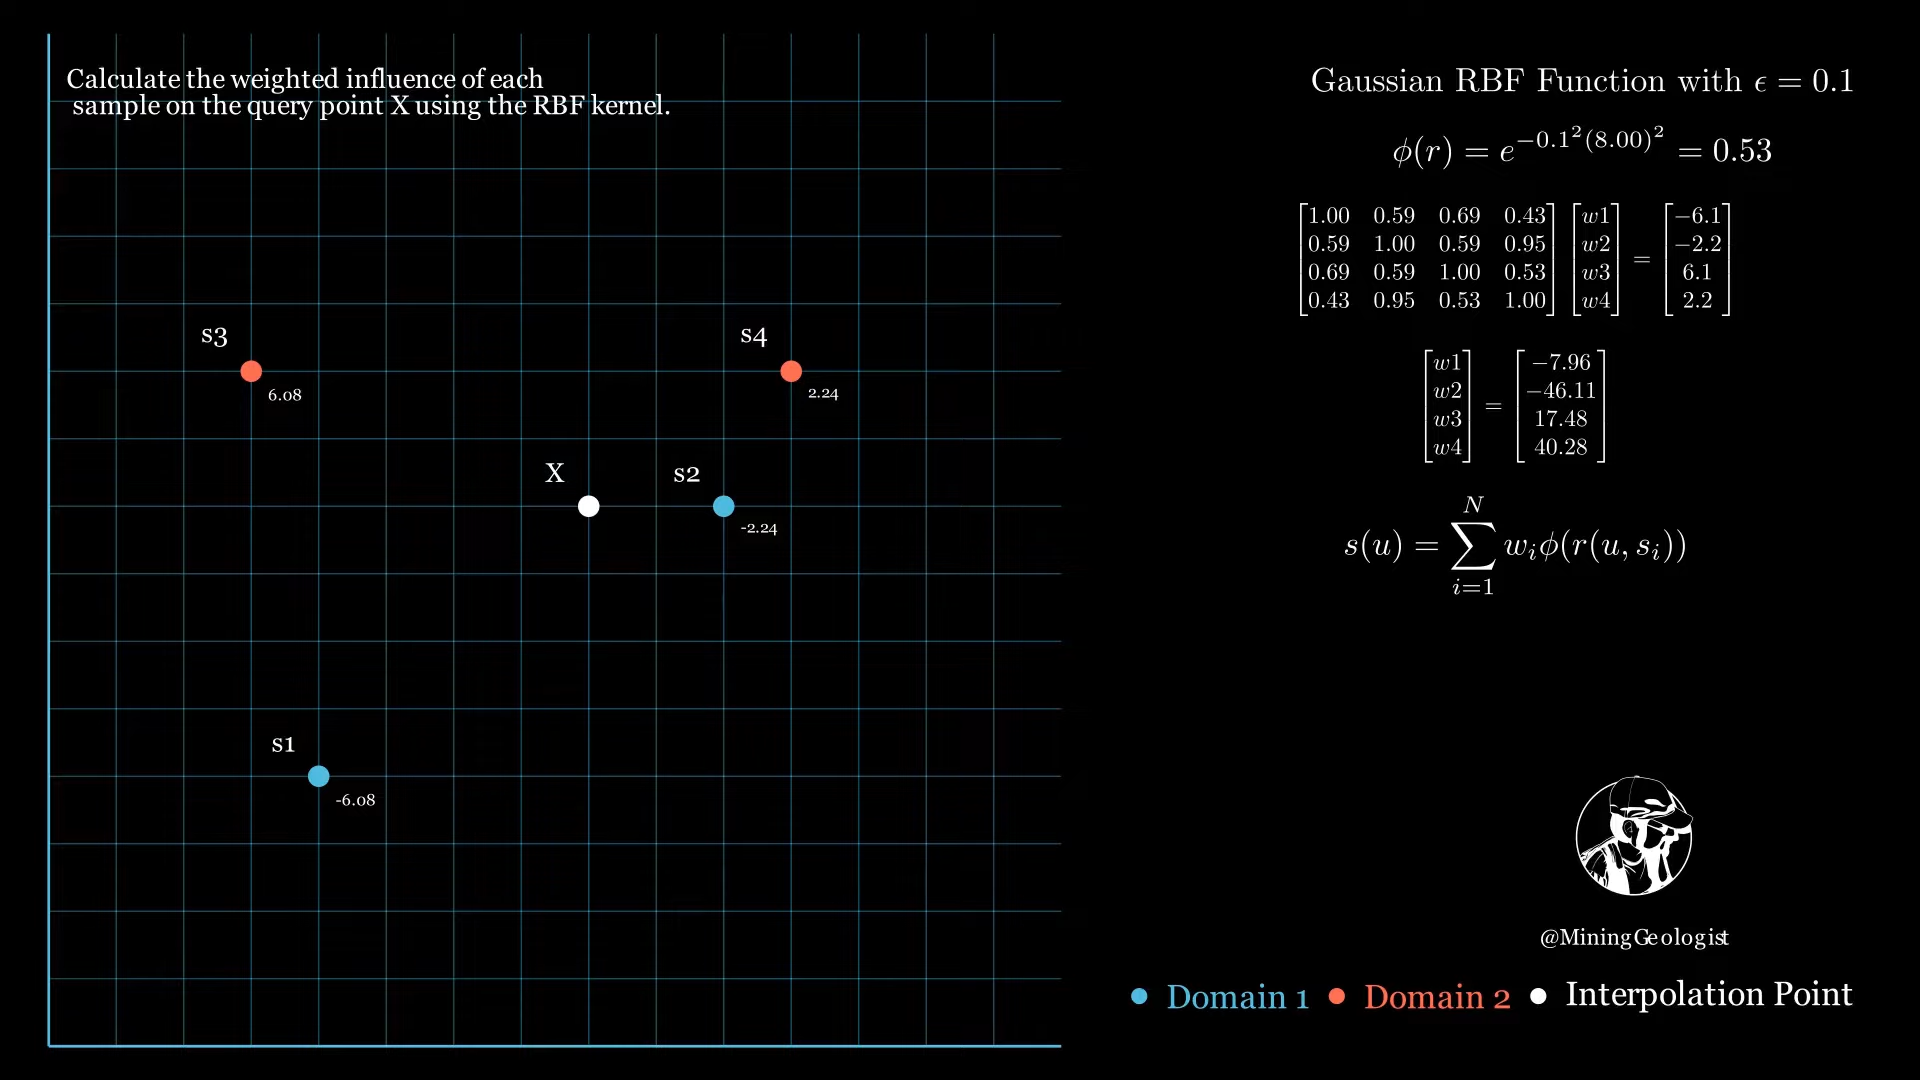 Calculate the weighted influence of each
sample on the query point X using the RBF kernel.
s3
6.08
s4
2.24
X
s2
-2.24
s1
-6.08
Gaussian RBF Function with ϵ = 0.1
ϕ(r) = e^{−0.1²(8.00)²} = 0.53
[1.00 0.59 0.69 0.43] [w1] [−6.1]
[0.59 1.00 0.59 0.95] [w2] = [−2.2]
[0.69 0.59 1.00 0.53] [w3] [6.1]
[0.43 0.95 0.53 1.00] [w4] [2.2]
[w1] [−7.96]
[w2] = [−46.11]
[w3] [17.48]
[w4] [40.28]
s(u) = ∑_{i=1}^{N} w_i ϕ(r(u, s_i))
@MiningGeologist
Domain 1 Domain 2 Interpolation Point